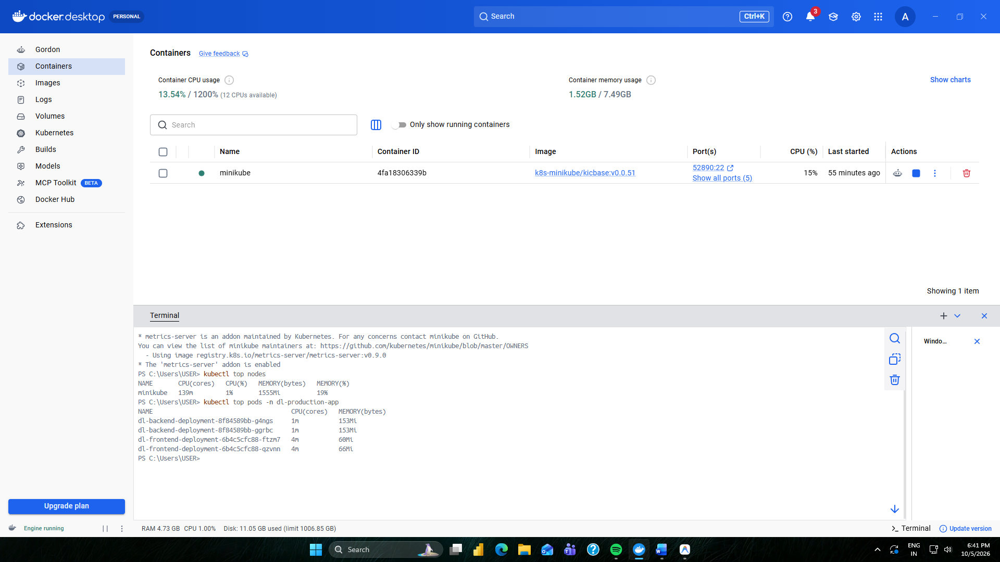 docker.desktop PERSONAL
Search Ctrl+K
3
A
Gordon
Containers
Images
Logs
Volumes
Kubernetes
Builds
Models
MCP Toolkit BETA
Docker Hub
Extensions
Upgrade plan
Containers Give feedback
Container CPU usage
13.54% / 1200% (12 CPUs available)
Container memory usage
1.52GB / 7.49GB
Show charts
Search
Only show running containers
Name Container ID Image Port(s) CPU (%) Last started Actions
minikube 4fa18306339b k8s-minikube/kicbase:v0.0.51 52890:22 15% 55 minutes ago
Show all ports (5)
Showing 1 item
Terminal
* metrics-server is an addon maintained by Kubernetes. For any concerns contact minikube on GitHub.
You can view the list of minikube maintainers at: https://github.com/kubernetes/minikube/blob/master/OWNERS
- Using image registry.k8s.io/metrics-server/metrics-server:v0.9.0
* The 'metrics-server' addon is enabled
PS C:\Users\USER> kubectl top nodes
NAME CPU(cores) CPU(%) MEMORY(bytes) MEMORY(%)
minikube 139m 1% 1555Mi 19%
PS C:\Users\USER> kubectl top pods -n dl-production-app
NAME CPU(cores) MEMORY(bytes)
dl-backend-deployment-8f84589bb-g4ngs 1m 153Mi
dl-backend-deployment-8f84589bb-ggrbc 1m 153Mi
dl-frontend-deployment-6b4c5cfc88-ftzm7 4m 60Mi
dl-frontend-deployment-6b4c5cfc88-qzvnn 4m 66Mi
PS C:\Users\USER>
Windo...
Engine running
RAM 4.73 GB CPU 1.00% Disk: 11.05 GB used (limit 1006.85 GB)
Terminal
Update version
Search
ENG
IN
6:41 PM
10/5/2026